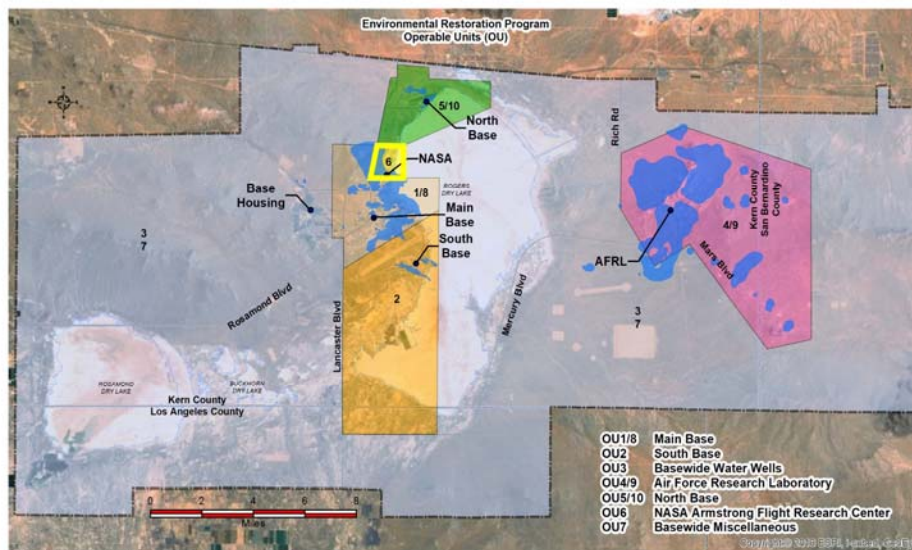 Environmental Restoration Program
Operable Units (OU)
5/10
North
Base
Rich Rd
6
NASA
Base
Housing
1/8
ROGERS
DRY LAKE
Main
Base
South
Base
3
7
Rosamond Blvd
Lancaster Blvd
2
Mercury Blvd
AFRL
Kern County
San Bernardino
County
4/9
Mars Blvd
3
7
ROSAMOND
DRY LAKE
BUCKHORN
DRY LAKE
Kern County
Los Angeles County
0 2 4 6 8
Miles
OU1/8 Main Base
OU2 South Base
OU3 Basewide Water Wells
OU4/9 Air Force Research Laboratory
OU5/10 North Base
OU6 NASA Armstrong Flight Research Center
OU7 Basewide Miscellaneous